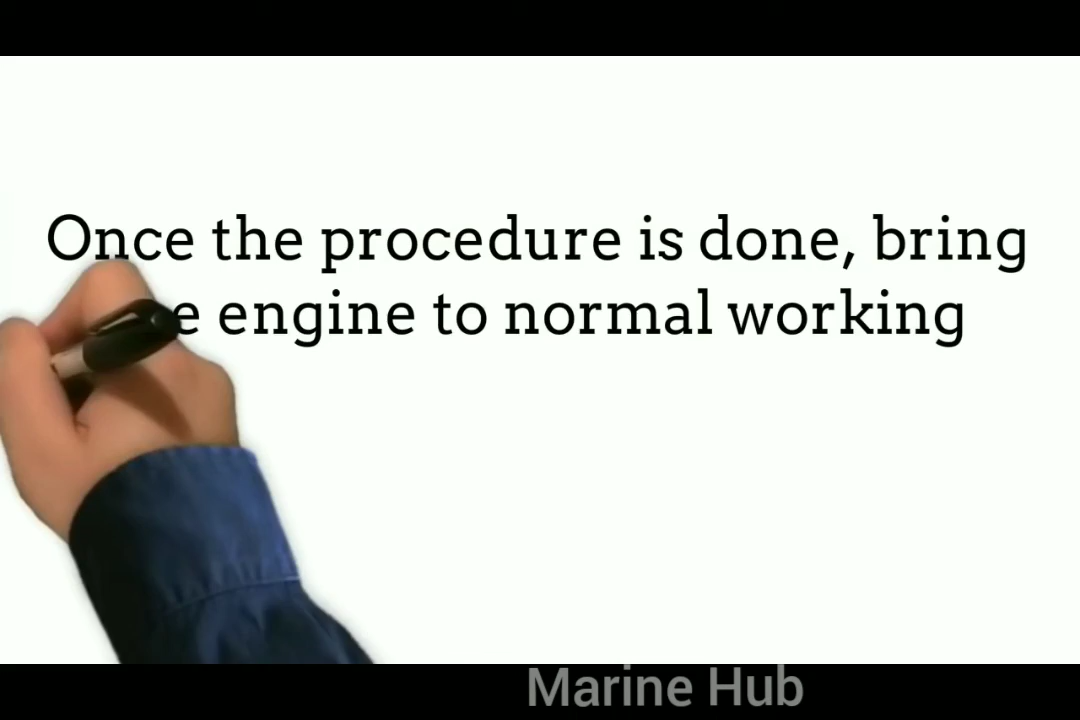 Once the procedure is done, bring
e engine to normal working
Marine Hub